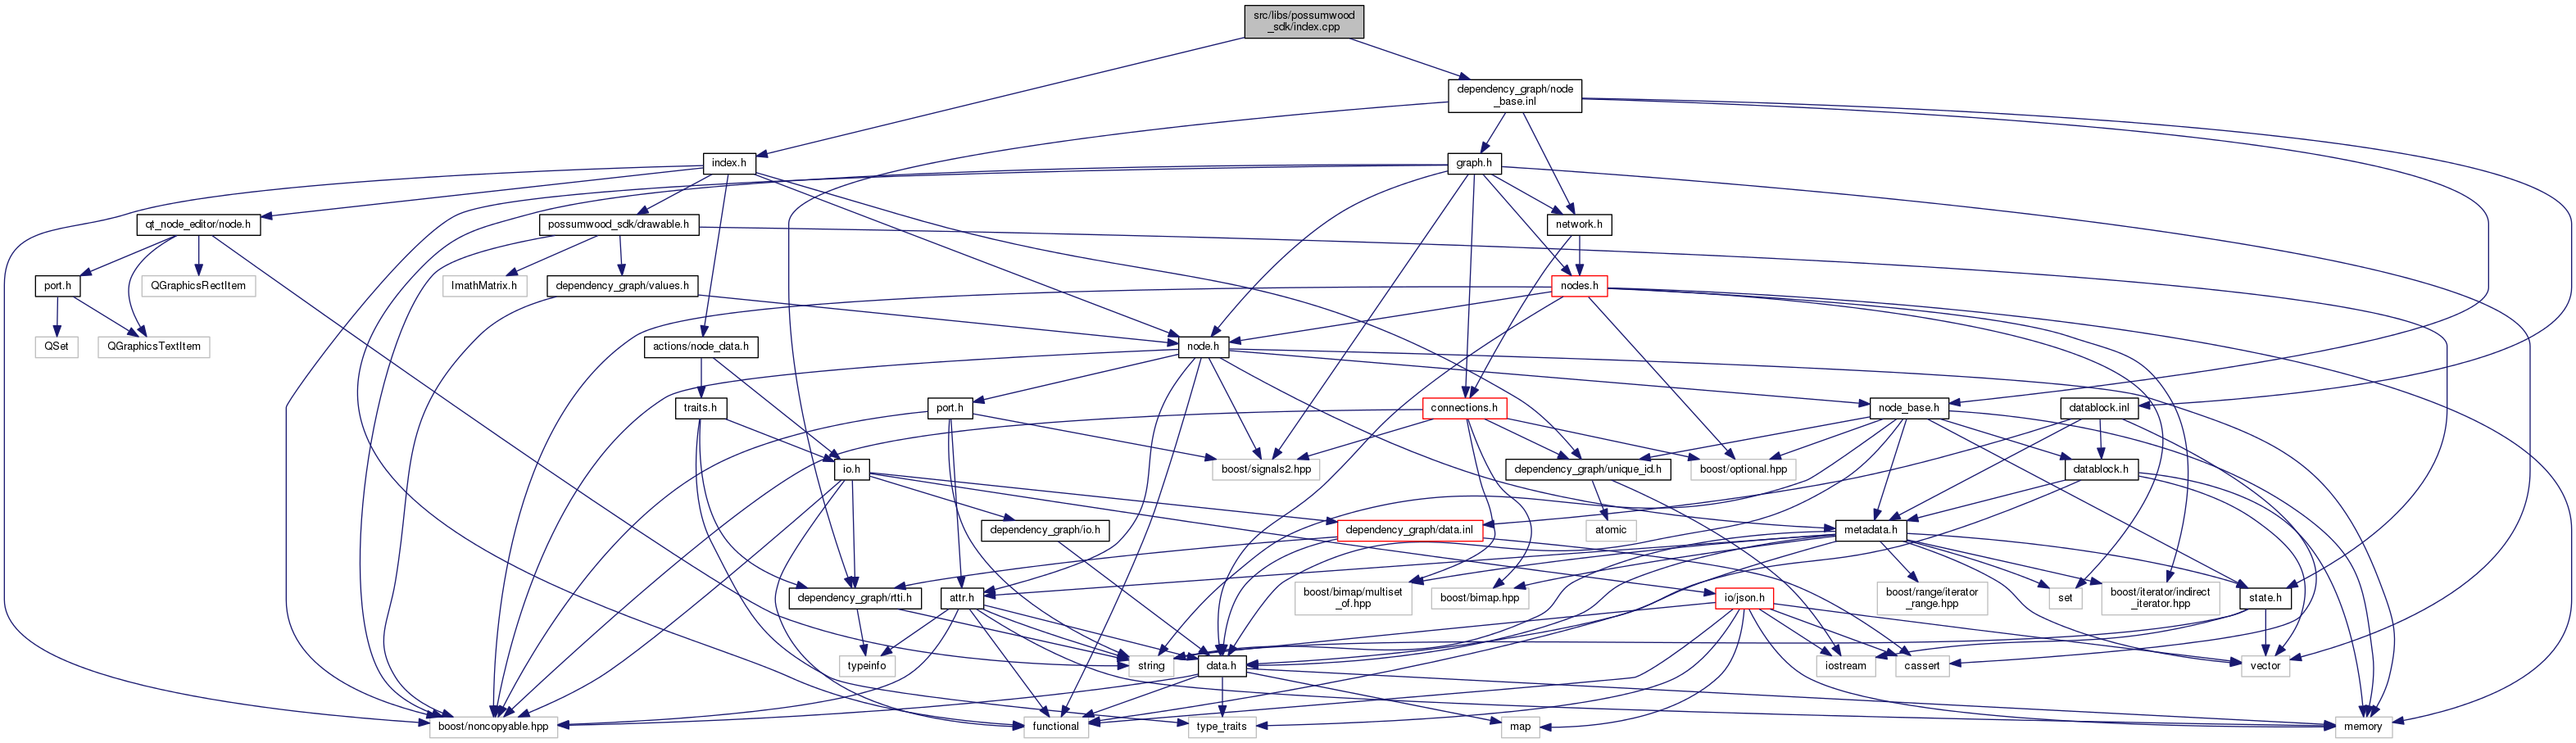 src/libs/possumwood
_sdk/index.cpp
dependency_graph/node
_base.inl
index.h
graph.h
qt_node_editor/node.h
possumwood_sdk/drawable.h
network.h
port.h
QGraphicsRectItem
ImathMatrix.h
dependency_graph/values.h
nodes.h
QSet
QGraphicsTextItem
actions/node_data.h
node.h
traits.h
port.h
connections.h
node_base.h
datablock.inl
io.h
boost/signals2.hpp
dependency_graph/unique_id.h
boost/optional.hpp
datablock.h
dependency_graph/io.h
dependency_graph/data.inl
atomic
metadata.h
dependency_graph/rtti.h
attr.h
boost/bimap/multiset
_of.hpp
boost/bimap.hpp
io/json.h
boost/range/iterator
_range.hpp
set
boost/iterator/indirect
_iterator.hpp
state.h
typeinfo
string
data.h
iostream
cassert
vector
boost/noncopyable.hpp
functional
type_traits
map
memory